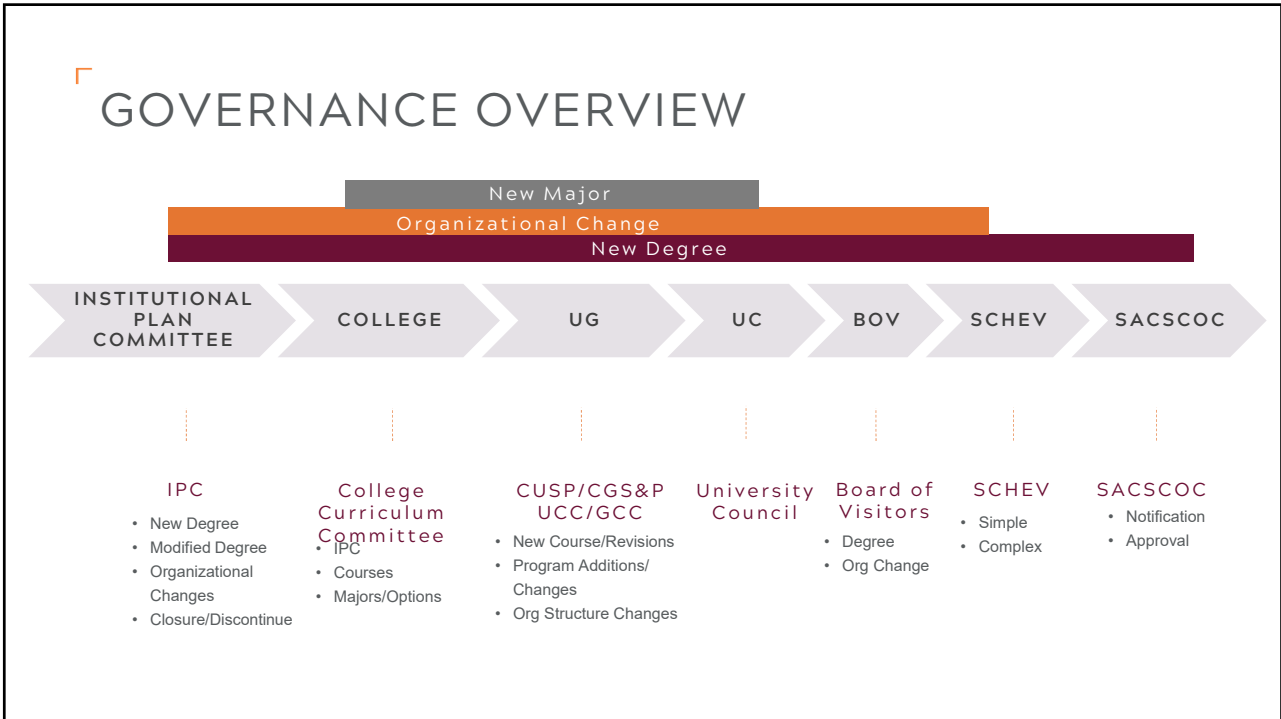 GOVERNANCE OVERVIEW
New Major
Organizational Change
New Degree
INSTITUTIONAL
PLAN
COMMITTEE
COLLEGE
UG
UC
BOV
SCHEV
SACSCOC
IPC
• New Degree
• Modified Degree
• Organizational
Changes
• Closure/Discontinue
College
Curriculum
Committee
• IPC
• Courses
• Majors/Options
CUSP/CGS&P
UCC/GCC
• New Course/Revisions
• Program Additions/
Changes
• Org Structure Changes
University
Council
Board of
Visitors
• Degree
• Org Change
SCHEV
• Simple
• Complex
SACSCOC
• Notification
• Approval